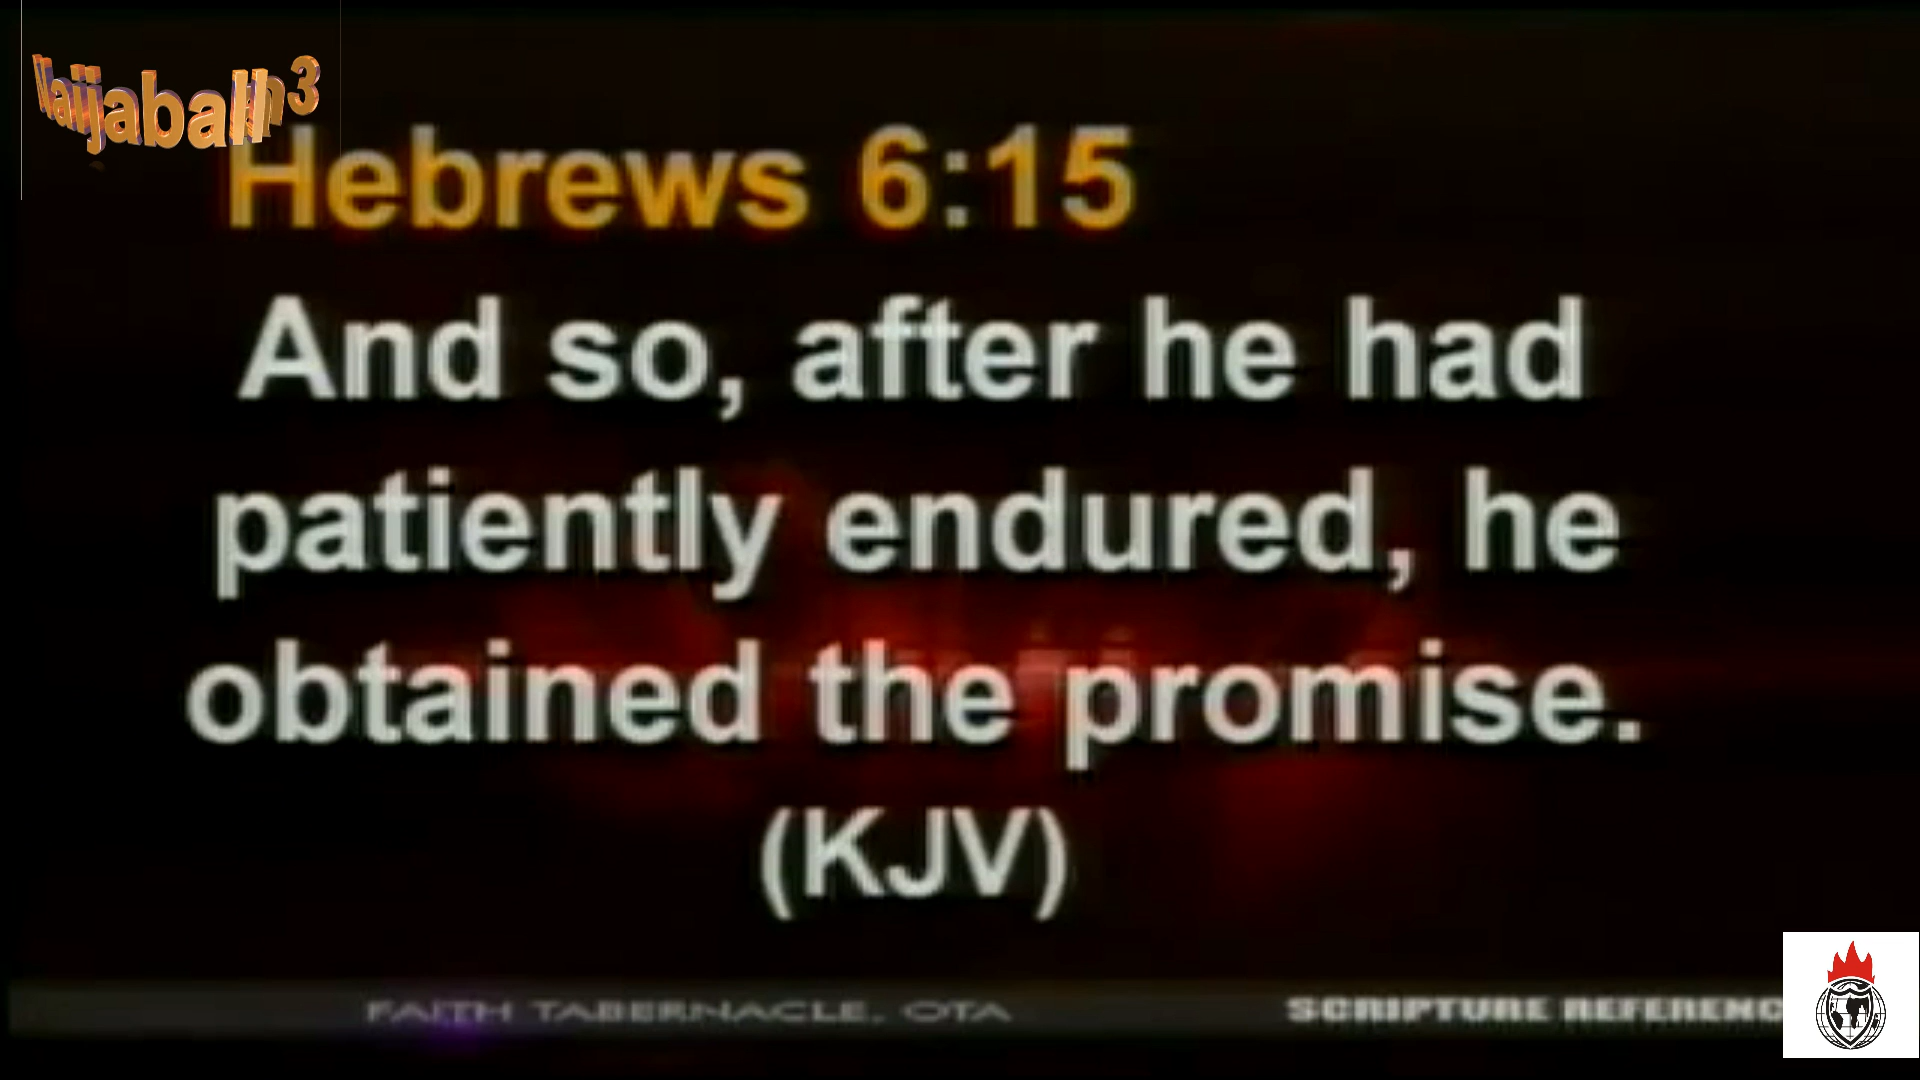 Hebrews 6:15
And so, after he had
patiently endured, he
obtained the promise.
(KJV)
FAITH TABERNACLE, OTA
SCRIPTURE REFERENC